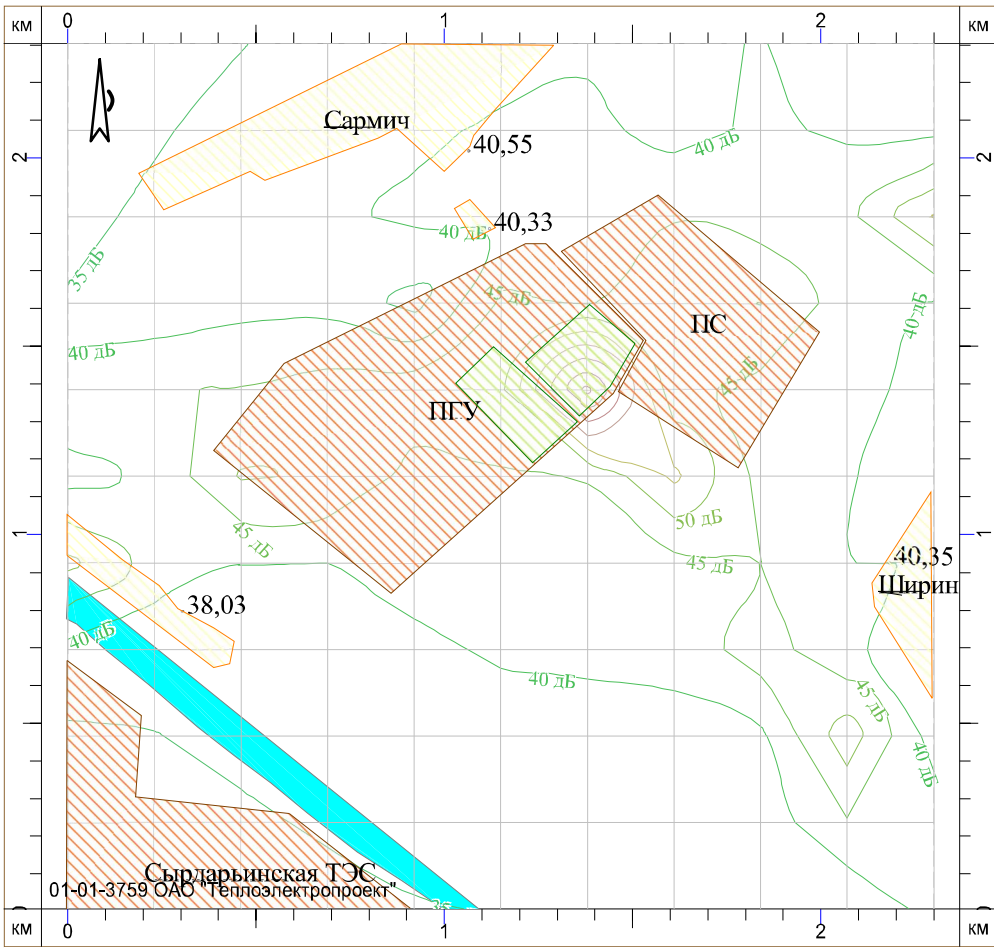 км 0 1 2 км
Сармич
40,55
40 дБ
2 2
40,33
40 дБ
35 дБ
45 дБ
ПС
40 дБ
40 дБ
45 дБ
ПГУ
50 дБ
45 дБ
1 1
40,35
45 дБ
Ширин
38,03
40 дБ
40 дБ
45 дБ
40 дБ
Сырдарьинская ТЭС
01-01-3759 ОАО "Теплоэлектропроект"
35
0 0
км 0 1 2 км